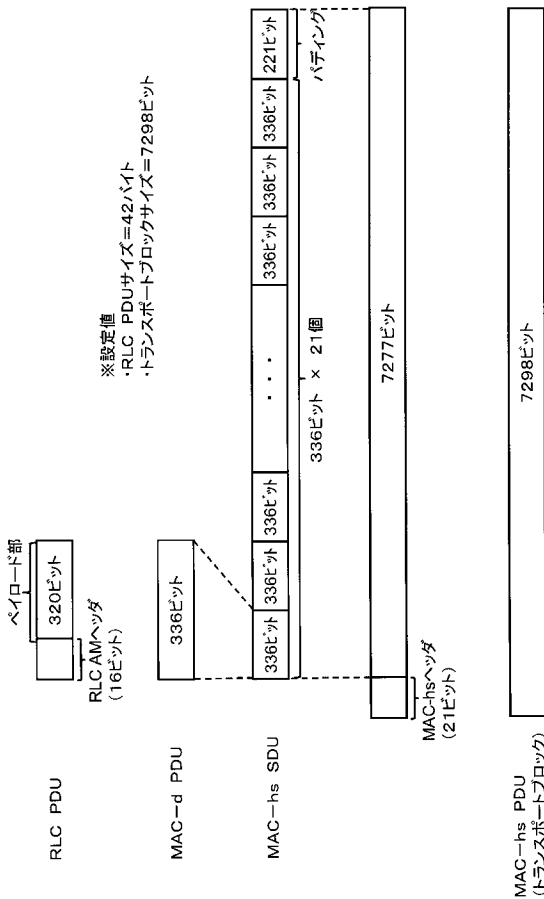 ※設定値
・RLC PDUサイズ=42バイト
・トランスポートブロックサイズ=7298ビット
RLC PDU
ペイロード部
320ビット
RLC AMヘッダ
(16ビット)
MAC-d PDU
336ビット
MAC-hs SDU
336ビット
336ビット
336ビット
・・・
336ビット
336ビット
336ビット
221ビット
336ビット × 21個
パディング
7277ビット
MAC-hsヘッダ
(21ビット)
MAC-hs PDU
(トランスポートブロック)
7298ビット